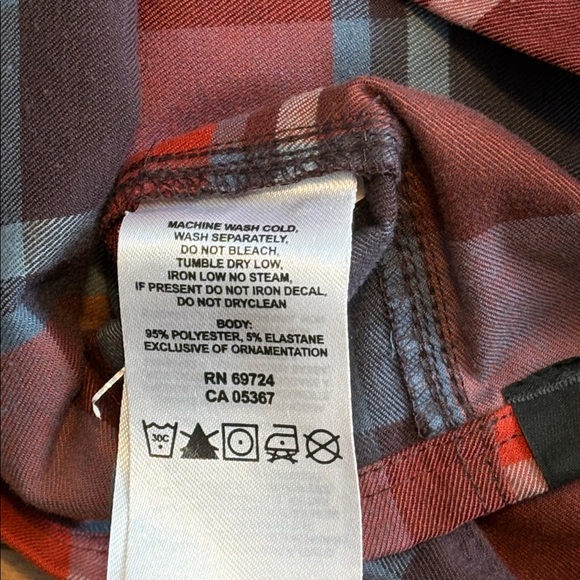 MACHINE WASH COLD,
WASH SEPARATELY,
DO NOT BLEACH,
TUMBLE DRY LOW,
IRON LOW NO STEAM,
IF PRESENT DO NOT IRON DECAL,
DO NOT DRYCLEAN
BODY:
95% POLYESTER, 5% ELASTANE
EXCLUSIVE OF ORNAMENTATION
RN 69724
CA 05367
30C